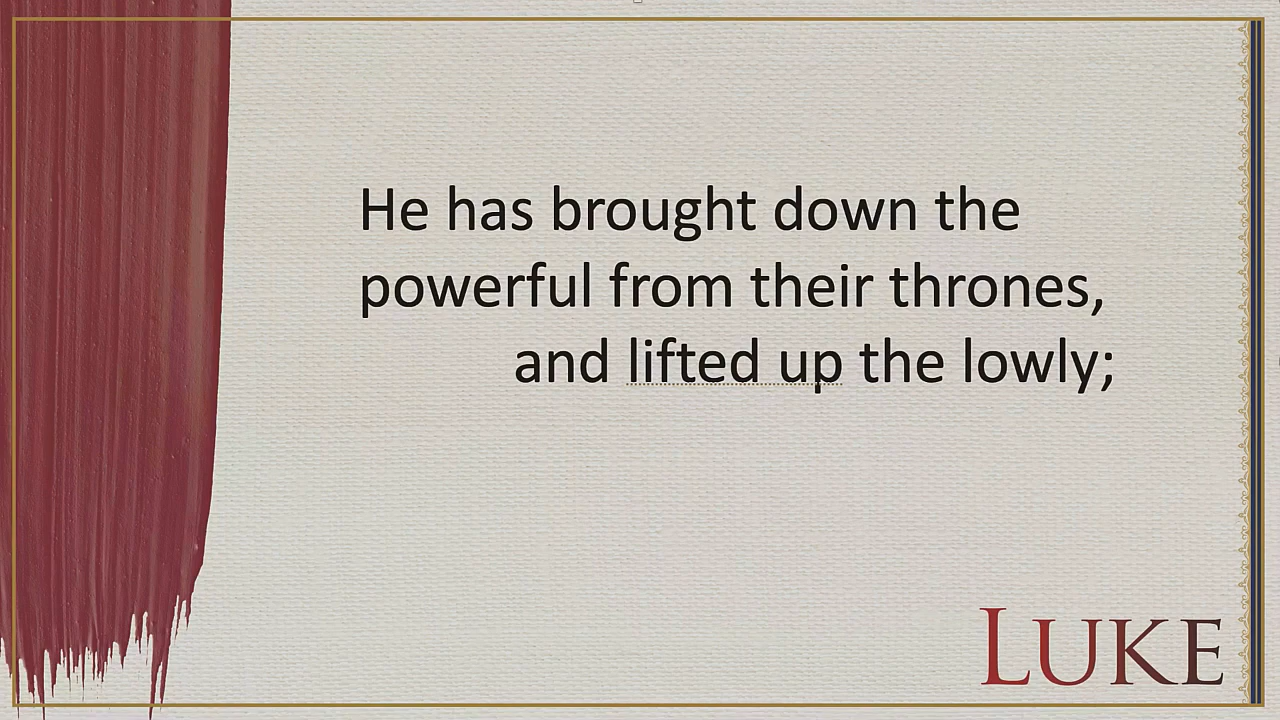 He has brought down the
powerful from their thrones,
and lifted up the lowly;
LUKE